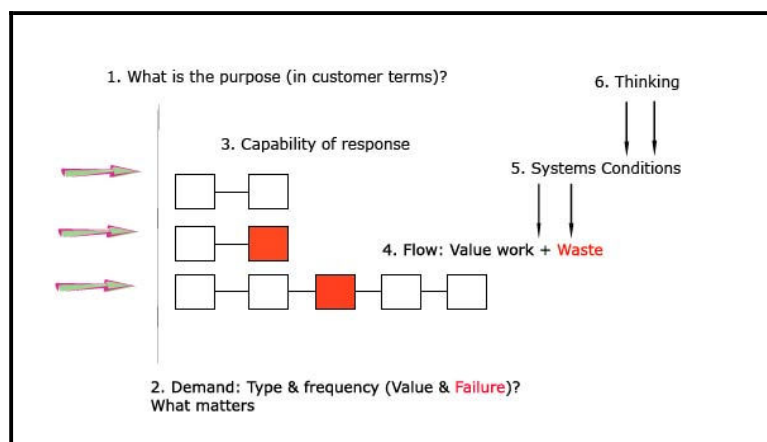 1. What is the purpose (in customer terms)?
6. Thinking
3. Capability of response
5. Systems Conditions
4. Flow: Value work + Waste
2. Demand: Type & frequency (Value & Failure)?
What matters